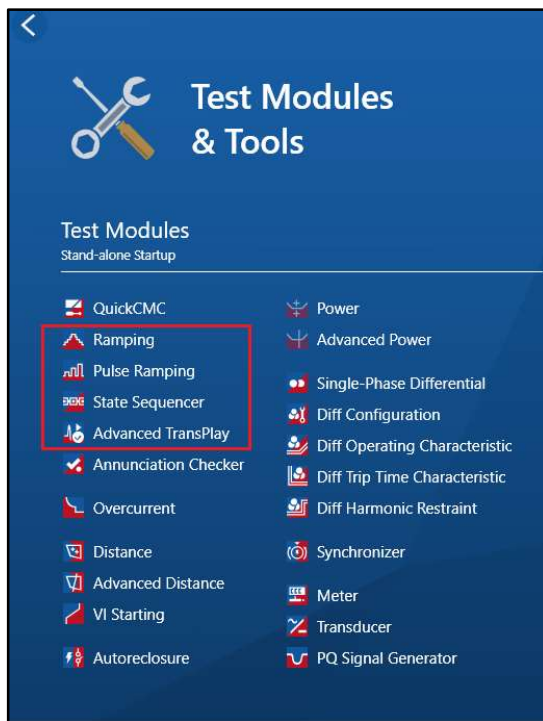 Test Modules
& Tools
Test Modules
Stand-alone Startup
QuickCMC
Ramping
Pulse Ramping
State Sequencer
Advanced TransPlay
Annunciation Checker
Overcurrent
Distance
Advanced Distance
VI Starting
Autoreclosure
Power
Advanced Power
Single-Phase Differential
Diff Configuration
Diff Operating Characteristic
Diff Trip Time Characteristic
Diff Harmonic Restraint
Synchronizer
Meter
Transducer
PQ Signal Generator